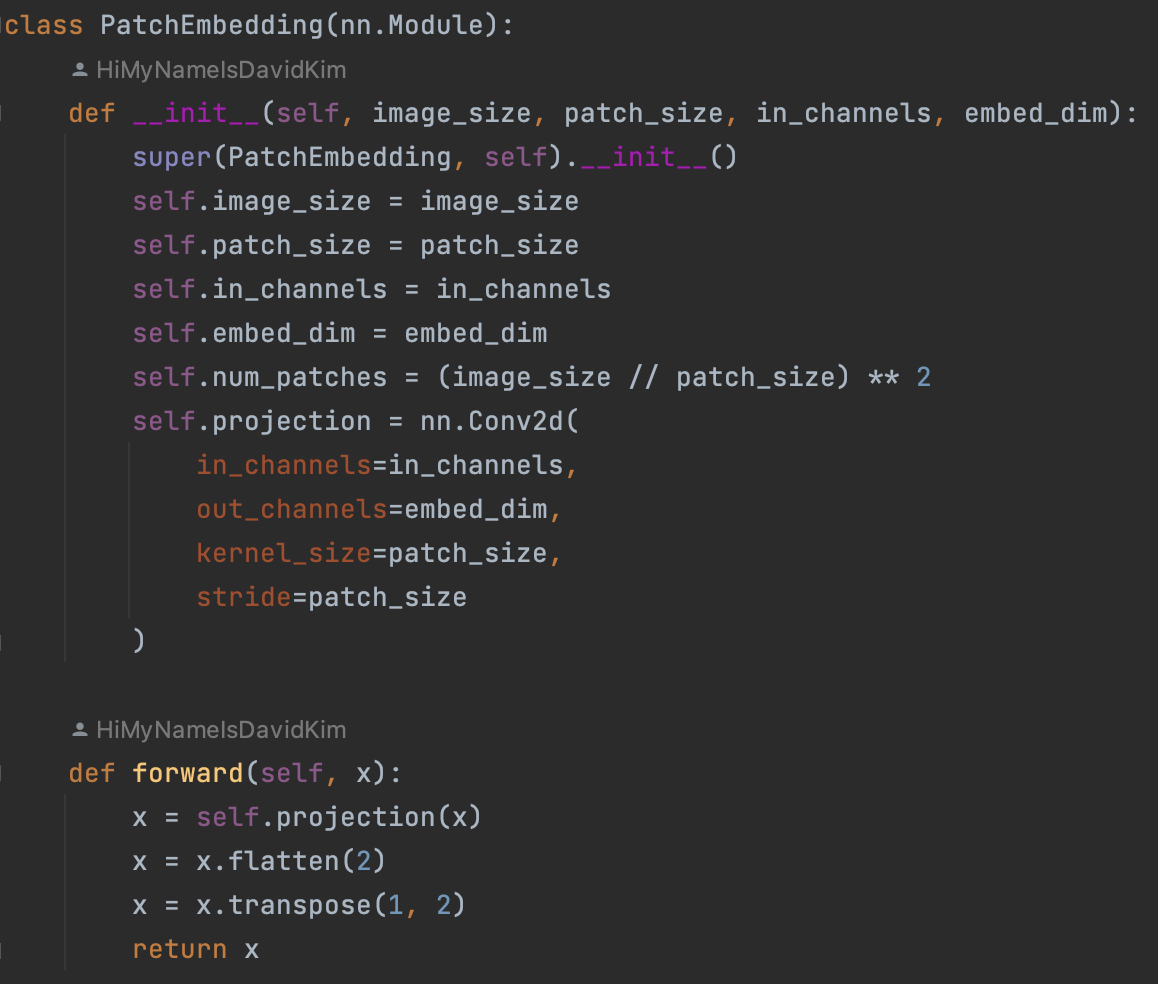 class PatchEmbedding(nn.Module):
HiMyNameIsDavidKim
def __init__(self, image_size, patch_size, in_channels, embed_dim):
super(PatchEmbedding, self).__init__()
self.image_size = image_size
self.patch_size = patch_size
self.in_channels = in_channels
self.embed_dim = embed_dim
self.num_patches = (image_size // patch_size) ** 2
self.projection = nn.Conv2d(
in_channels=in_channels,
out_channels=embed_dim,
kernel_size=patch_size,
stride=patch_size
)
HiMyNameIsDavidKim
def forward(self, x):
x = self.projection(x)
x = x.flatten(2)
x = x.transpose(1, 2)
return x